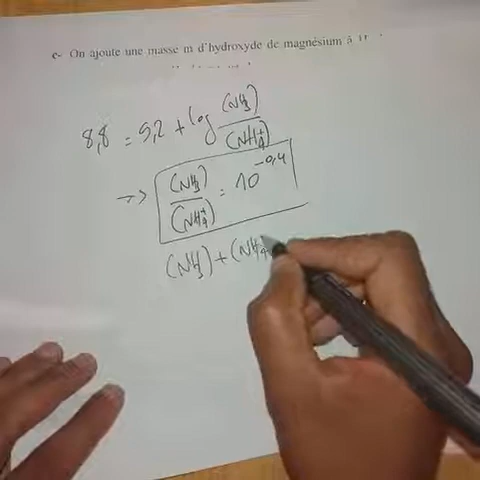 c- On ajoute une masse m d'hydroxyde de magnésium à
8,8 = 9,2 + log (NH3)/(NH4+)
=> (NH3)/(NH4+) = 10^-0,4
(NH3) + (NH4